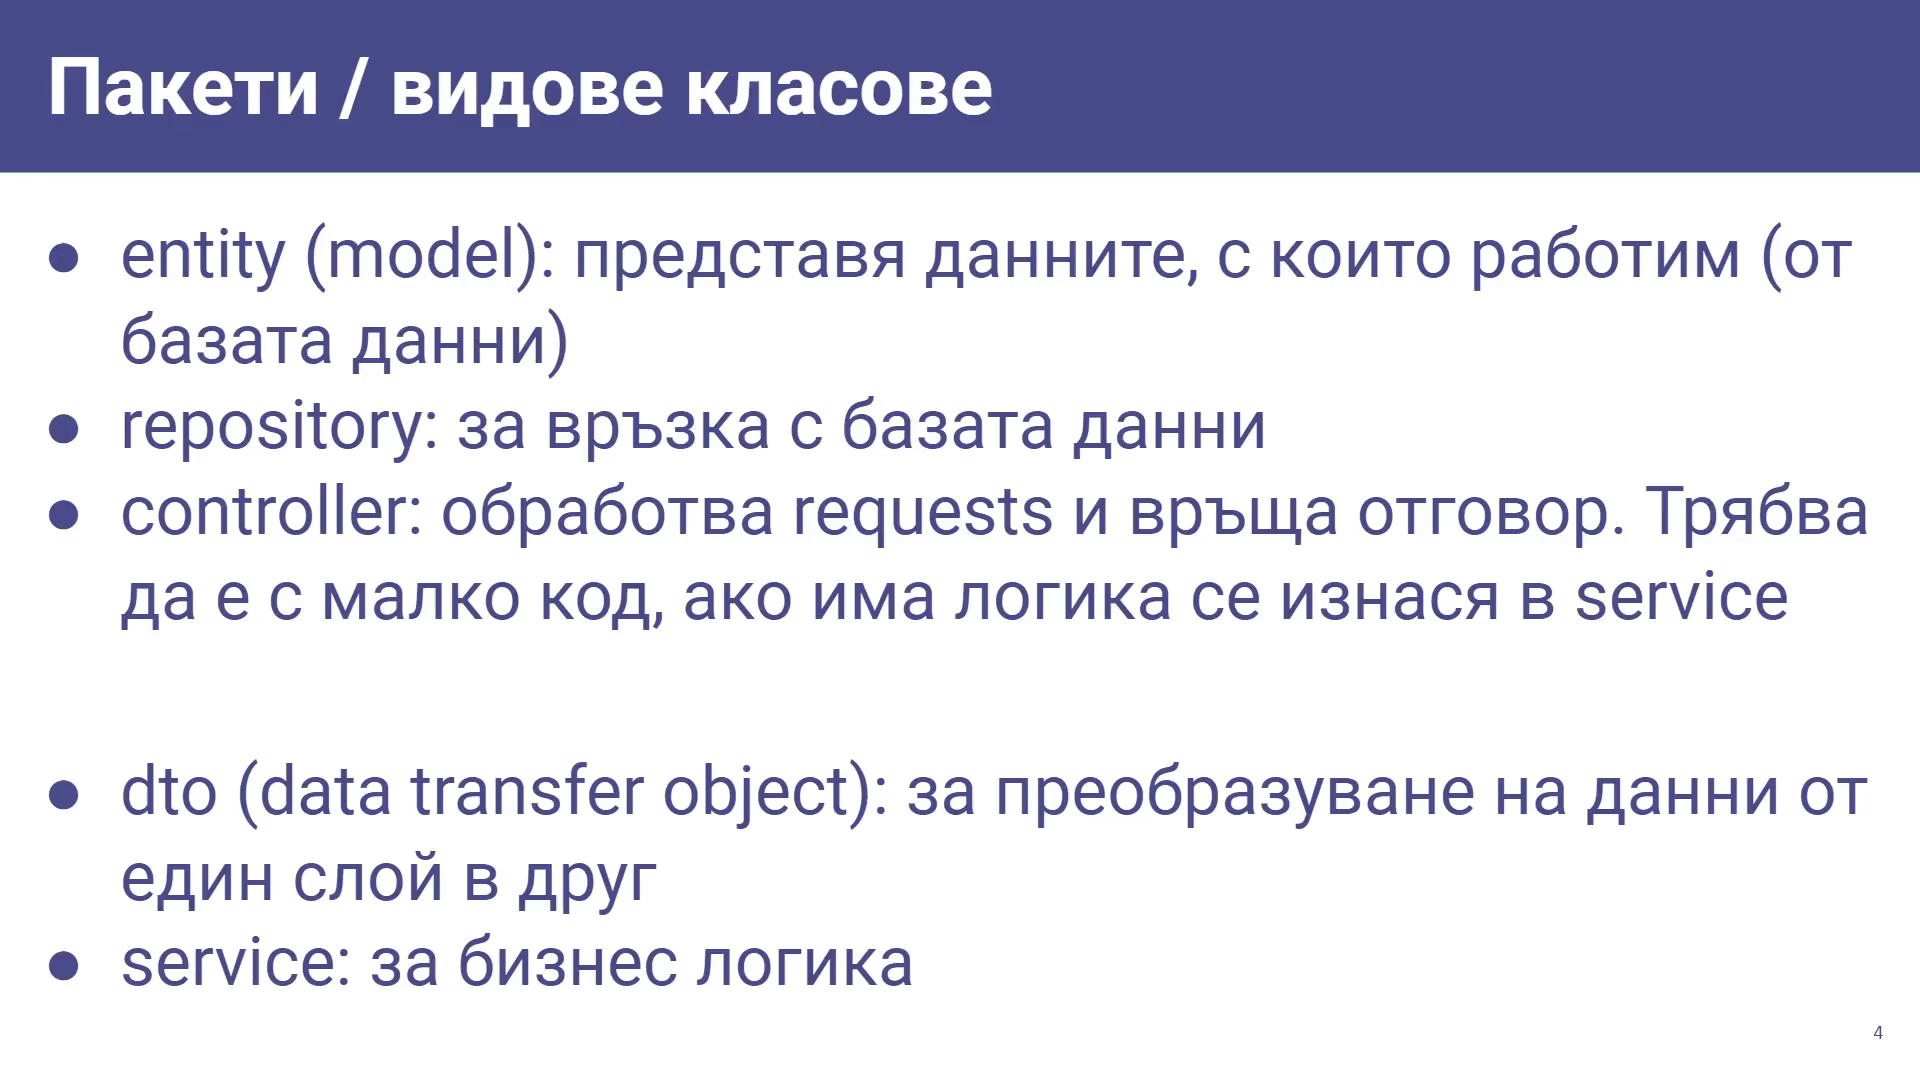 Пакети / видове класове
● entity (model): представя данните, с които работим (от
базата данни)
● repository: за връзка с базата данни
● controller: обработва requests и връща отговор. Трябва
да е с малко код, ако има логика се изнася в service
● dto (data transfer object): за преобразуване на данни от
един слой в друг
● service: за бизнес логика
4